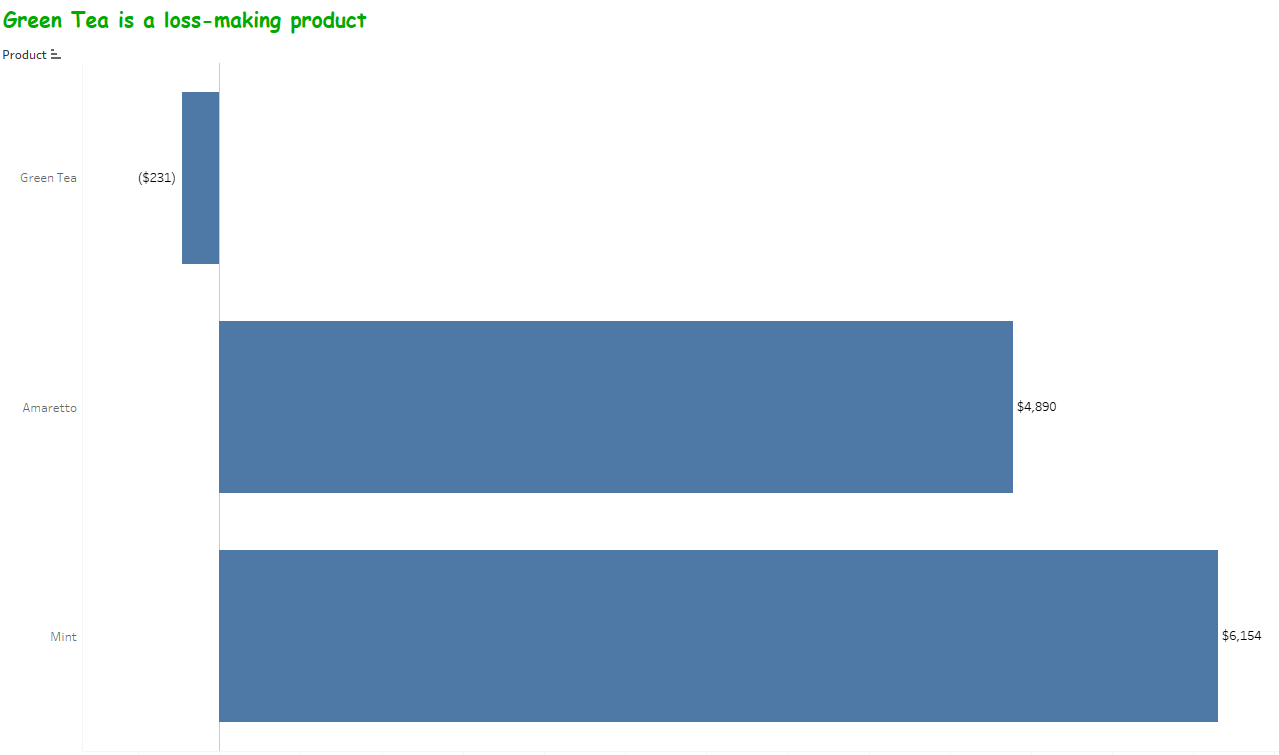 Green Tea is a loss-making product
Product
Green Tea
($231)
Amaretto
$4,890
Mint
$6,154